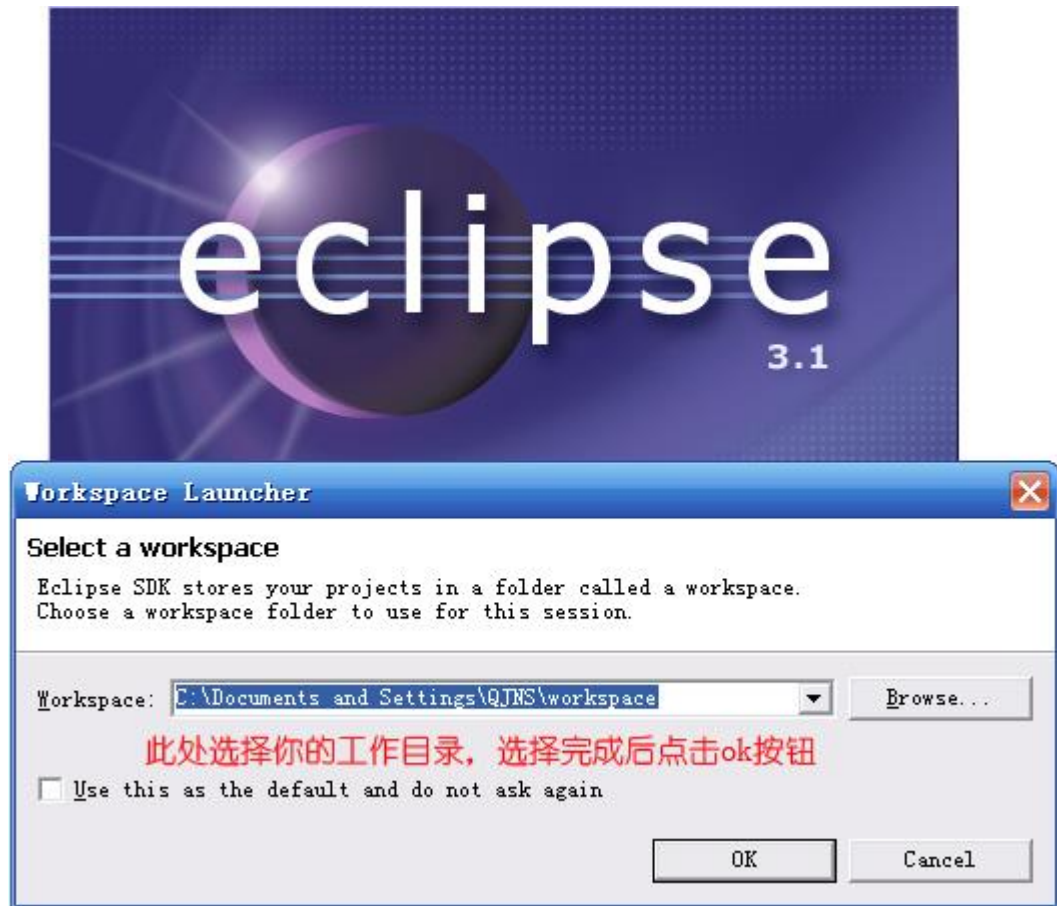 eclipse
3.1
Workspace Launcher
Select a workspace
Eclipse SDK stores your projects in a folder called a workspace.
Choose a workspace folder to use for this session.
Workspace: C:\Documents and Settings\QJNS\workspace Browse...
此处选择你的工作目录，选择完成后点击ok按钮
Use this as the default and do not ask again
OK Cancel